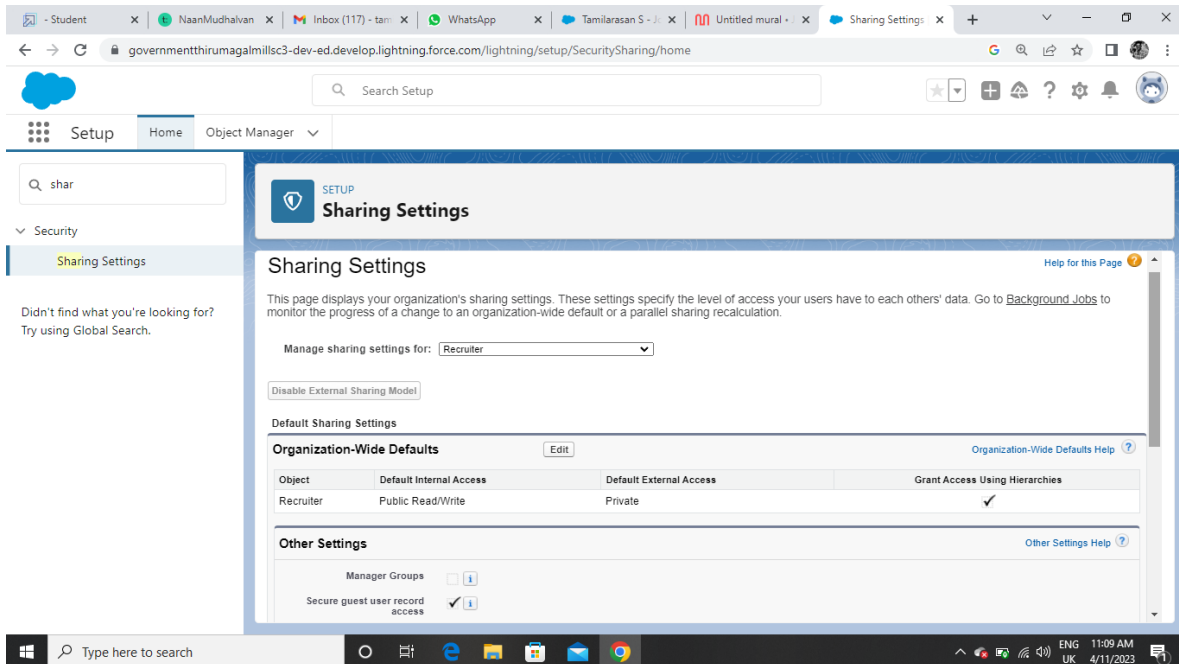 - Student
NaanMudhalvan
Inbox (117) - tam
WhatsApp
Tamilarasan S - J
Untitled mural •
Sharing Settings
governmentthirumagalmillsc3-dev-ed.develop.lightning.force.com/lightning/setup/SecuritySharing/home
Search Setup
Setup
Home
Object Manager
shar
Security
Sharing Settings
Didn't find what you're looking for?
Try using Global Search.
SETUP
Sharing Settings
Sharing Settings
Help for this Page
This page displays your organization's sharing settings. These settings specify the level of access your users have to each others' data. Go to Background Jobs to
monitor the progress of a change to an organization-wide default or a parallel sharing recalculation.
Manage sharing settings for: Recruiter
Disable External Sharing Model
Default Sharing Settings
Organization-Wide Defaults Edit Organization-Wide Defaults Help ?
Object Default Internal Access Default External Access Grant Access Using Hierarchies
Recruiter Public Read/Write Private
Other Settings Other Settings Help ?
Manager Groups
Secure guest user record
access
Type here to search
ENG 11:09 AM
UK 4/11/2023